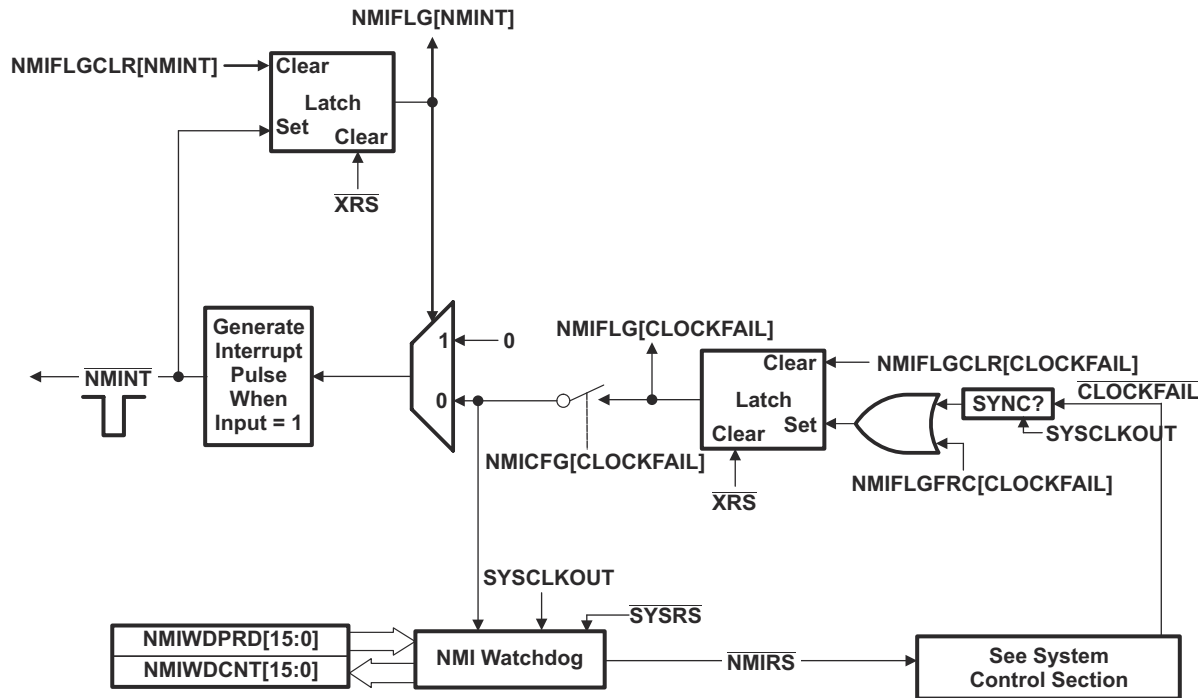 NMIFLG[NMINT]
NMIFLGCLR[NMINT]
Clear
Latch
Set
Clear
XRS
Generate
Interrupt
Pulse
When
Input = 1
NMINT
1
0
0
NMIFLG[CLOCKFAIL]
NMICFG[CLOCKFAIL]
Clear
Latch
Set
Clear
XRS
NMIFLGCLR[CLOCKFAIL]
CLOCKFAIL
SYNC?
SYSCLKOUT
NMIFLGFRC[CLOCKFAIL]
SYSCLKOUT
SYSRS
NMIWDPRD[15:0]
NMIWDCNT[15:0]
NMI Watchdog
NMIRS
See System
Control Section